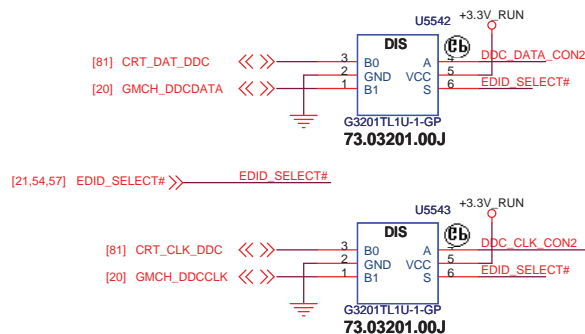 U5542
+3.3V_RUN
DIS
[81] CRT_DAT_DDC
3 B0 A 4 DDC_DATA_CON2
2 GND VCC 5
[20] GMCH_DDCDATA
1 B1 S 6 EDID_SELECT#
G3201TL1U-1-GP
73.03201.00J
[21,54,57] EDID_SELECT# EDID_SELECT#
U5543
+3.3V_RUN
DIS
[81] CRT_CLK_DDC
3 B0 A 4 DDC_CLK_CON2
2 GND VCC 5
[20] GMCH_DDCCLK
1 B1 S 6 EDID_SELECT#
G3201TL1U-1-GP
73.03201.00J